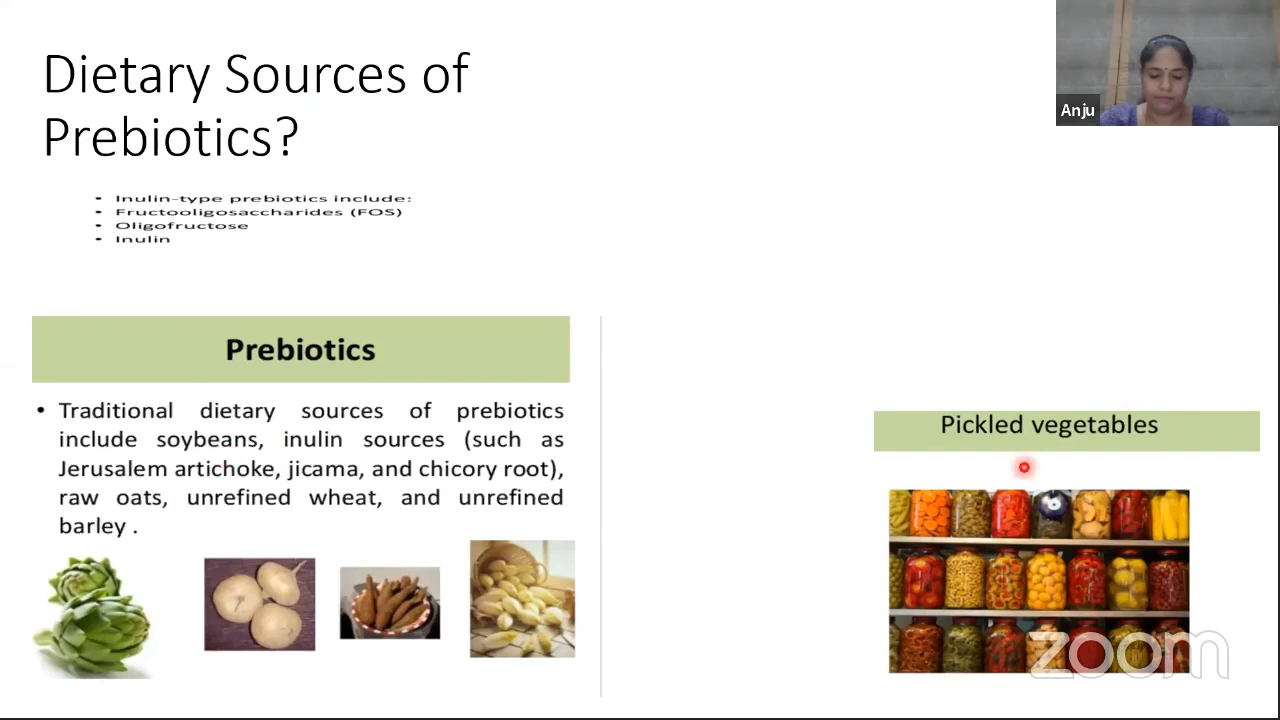 Dietary Sources of
Prebiotics?
• Inulin-type prebiotics include:
• Fructooligosaccharides (FOS)
• Oligofructose
• Inulin
Prebiotics
• Traditional dietary sources of prebiotics
include soybeans, inulin sources (such as
Jerusalem artichoke, jicama, and chicory root),
raw oats, unrefined wheat, and unrefined
barley .
Pickled vegetables
Anju
zoom